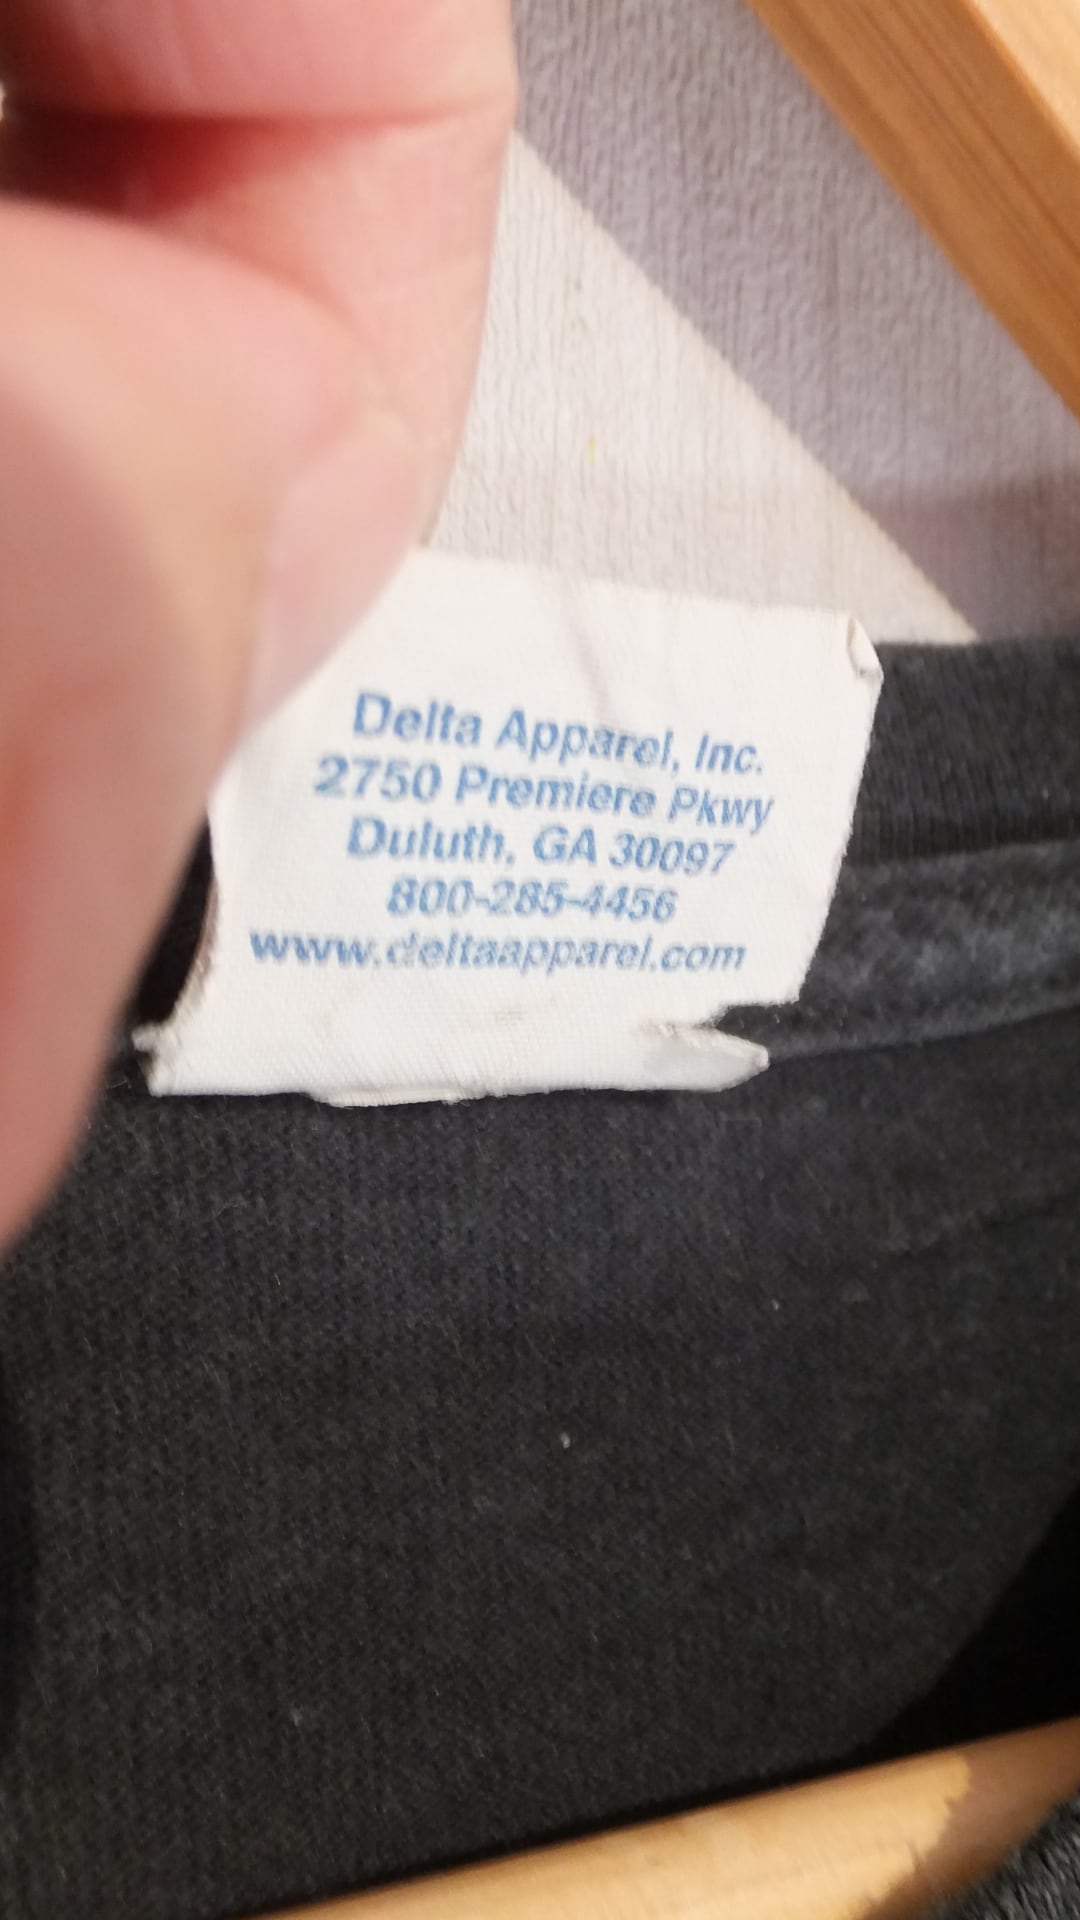 Delta Apparel, Inc.
2750 Premiere Pkwy
Duluth, GA 30097
800-285-4456
www.deltaapparel.com